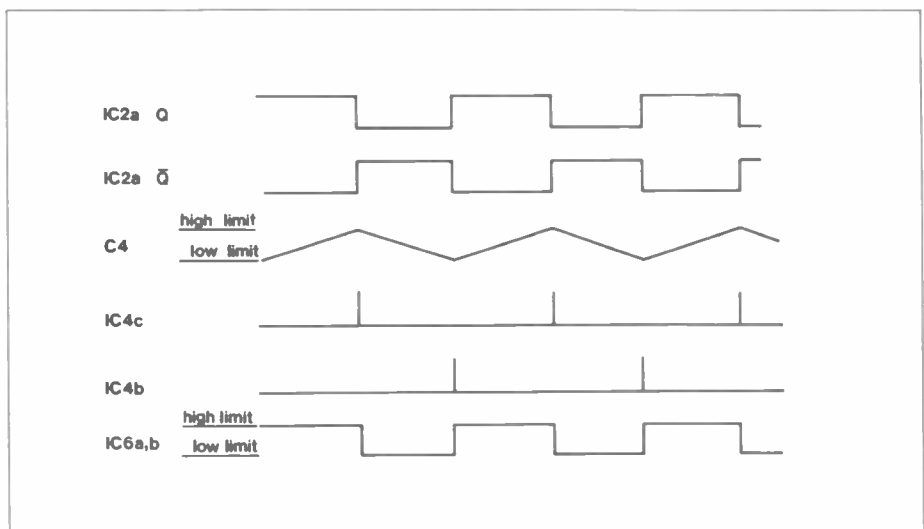 IC2a Q
IC2a Q̅
high limit
C4 low limit
IC4c
IC4b
high limit
IC6a,b low limit